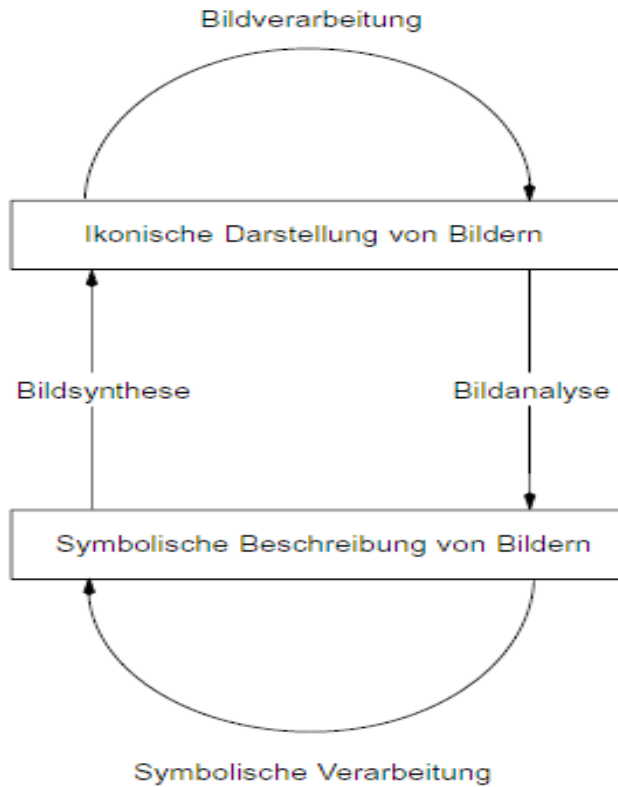 Bildverarbeitung
Ikonische Darstellung von Bildern
Bildsynthese
Bildanalyse
Symbolische Beschreibung von Bildern
Symbolische Verarbeitung